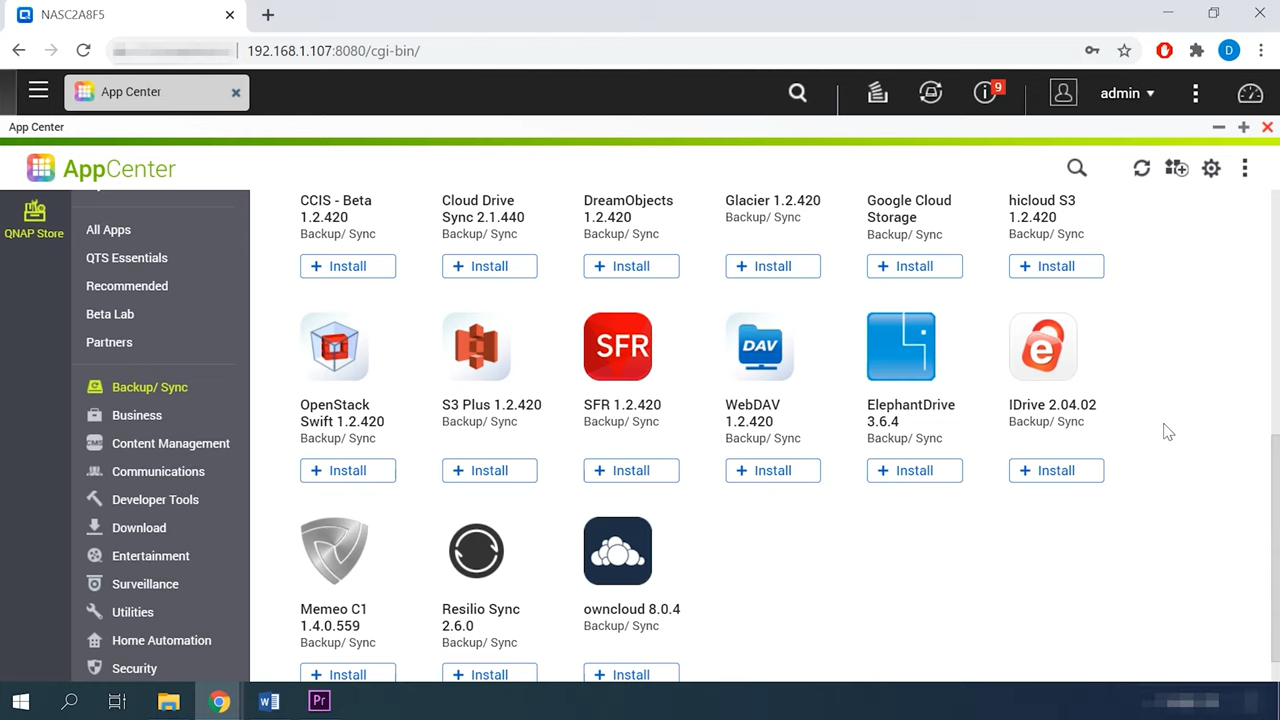 NASC2A8F5
192.168.1.107:8080/cgi-bin/
D
App Center
9
admin
App Center
AppCenter
QNAP Store
All Apps
QTS Essentials
Recommended
Beta Lab
Partners
Backup/ Sync
Business
Content Management
Communications
Developer Tools
Download
Entertainment
Surveillance
Utilities
Home Automation
Security
CCIS - Beta
1.2.420
Backup/ Sync
+ Install
Cloud Drive
Sync 2.1.440
Backup/ Sync
+ Install
DreamObjects
1.2.420
Backup/ Sync
+ Install
Glacier 1.2.420
Backup/ Sync
+ Install
Google Cloud
Storage
Backup/ Sync
+ Install
hicloud S3
1.2.420
Backup/ Sync
+ Install
OpenStack
Swift 1.2.420
Backup/ Sync
+ Install
S3 Plus 1.2.420
Backup/ Sync
+ Install
SFR
SFR 1.2.420
Backup/ Sync
+ Install
DAV
WebDAV
1.2.420
Backup/ Sync
+ Install
ElephantDrive
3.6.4
Backup/ Sync
+ Install
e
IDrive 2.04.02
Backup/ Sync
+ Install
Memeo C1
1.4.0.559
Backup/ Sync
+ Install
Resilio Sync
2.6.0
Backup/ Sync
+ Install
owncloud 8.0.4
Backup/ Sync
+ Install
W
Pr